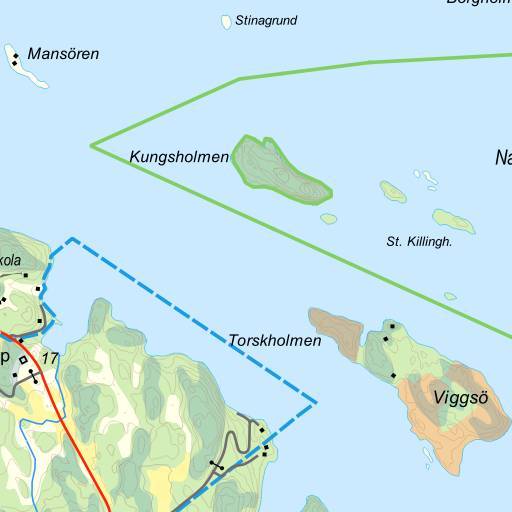 Stinagrund
Mansören
Kungsholmen
St. Killingh.
17
Torskholmen
Viggsö